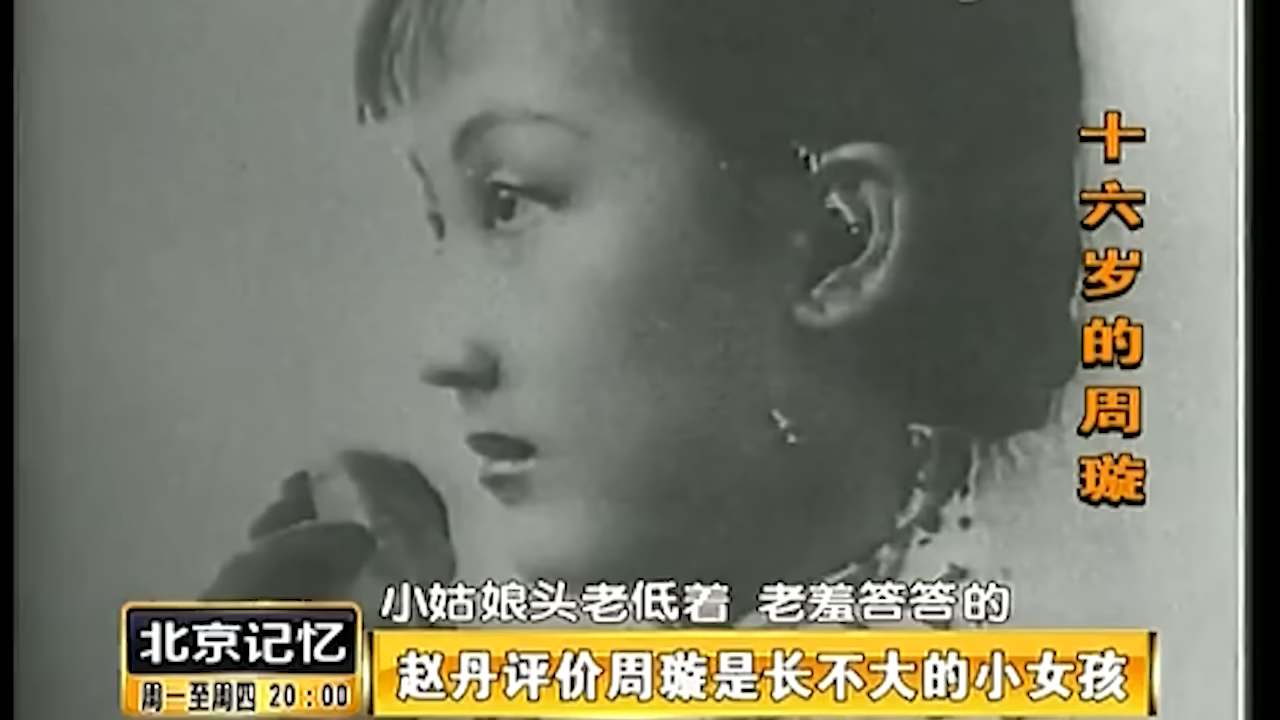 十六岁的周璇
小姑娘头老低着 老羞答答的
北京记忆
周一至周四 20:00
赵丹评价周璇是长不大的小女孩